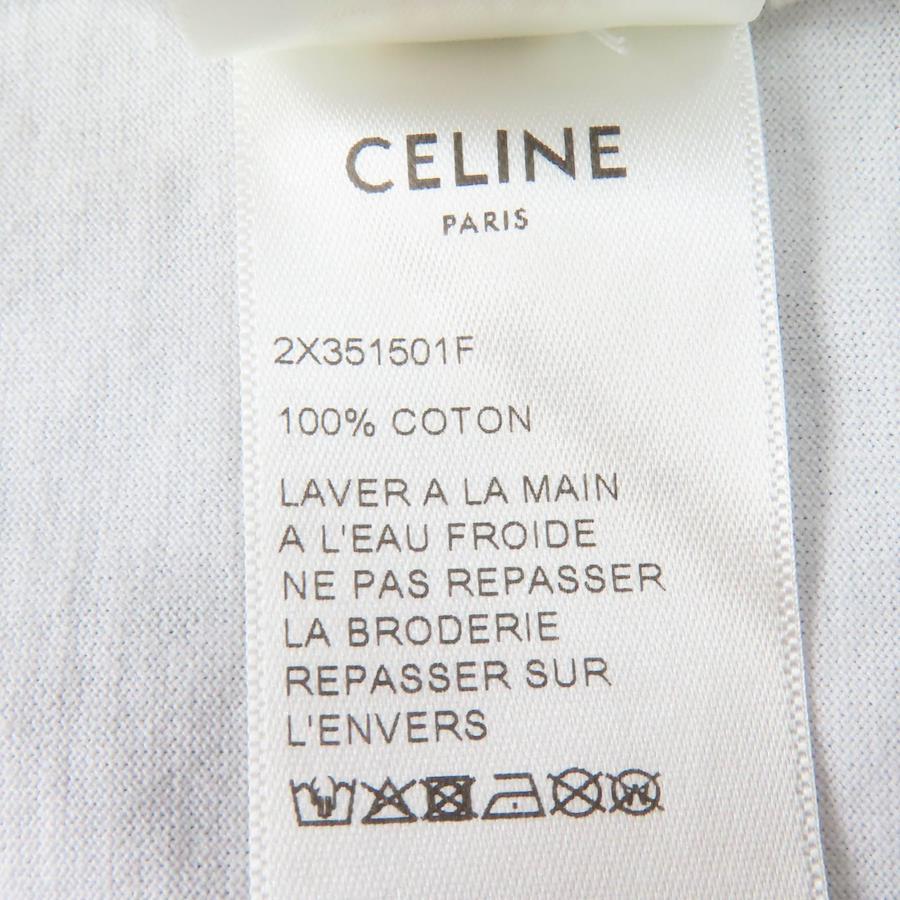 CELINE
PARIS
2X351501F
100% COTON
LAVER A LA MAIN
A L'EAU FROIDE
NE PAS REPASSER
LA BRODERIE
REPASSER SUR
L'ENVERS